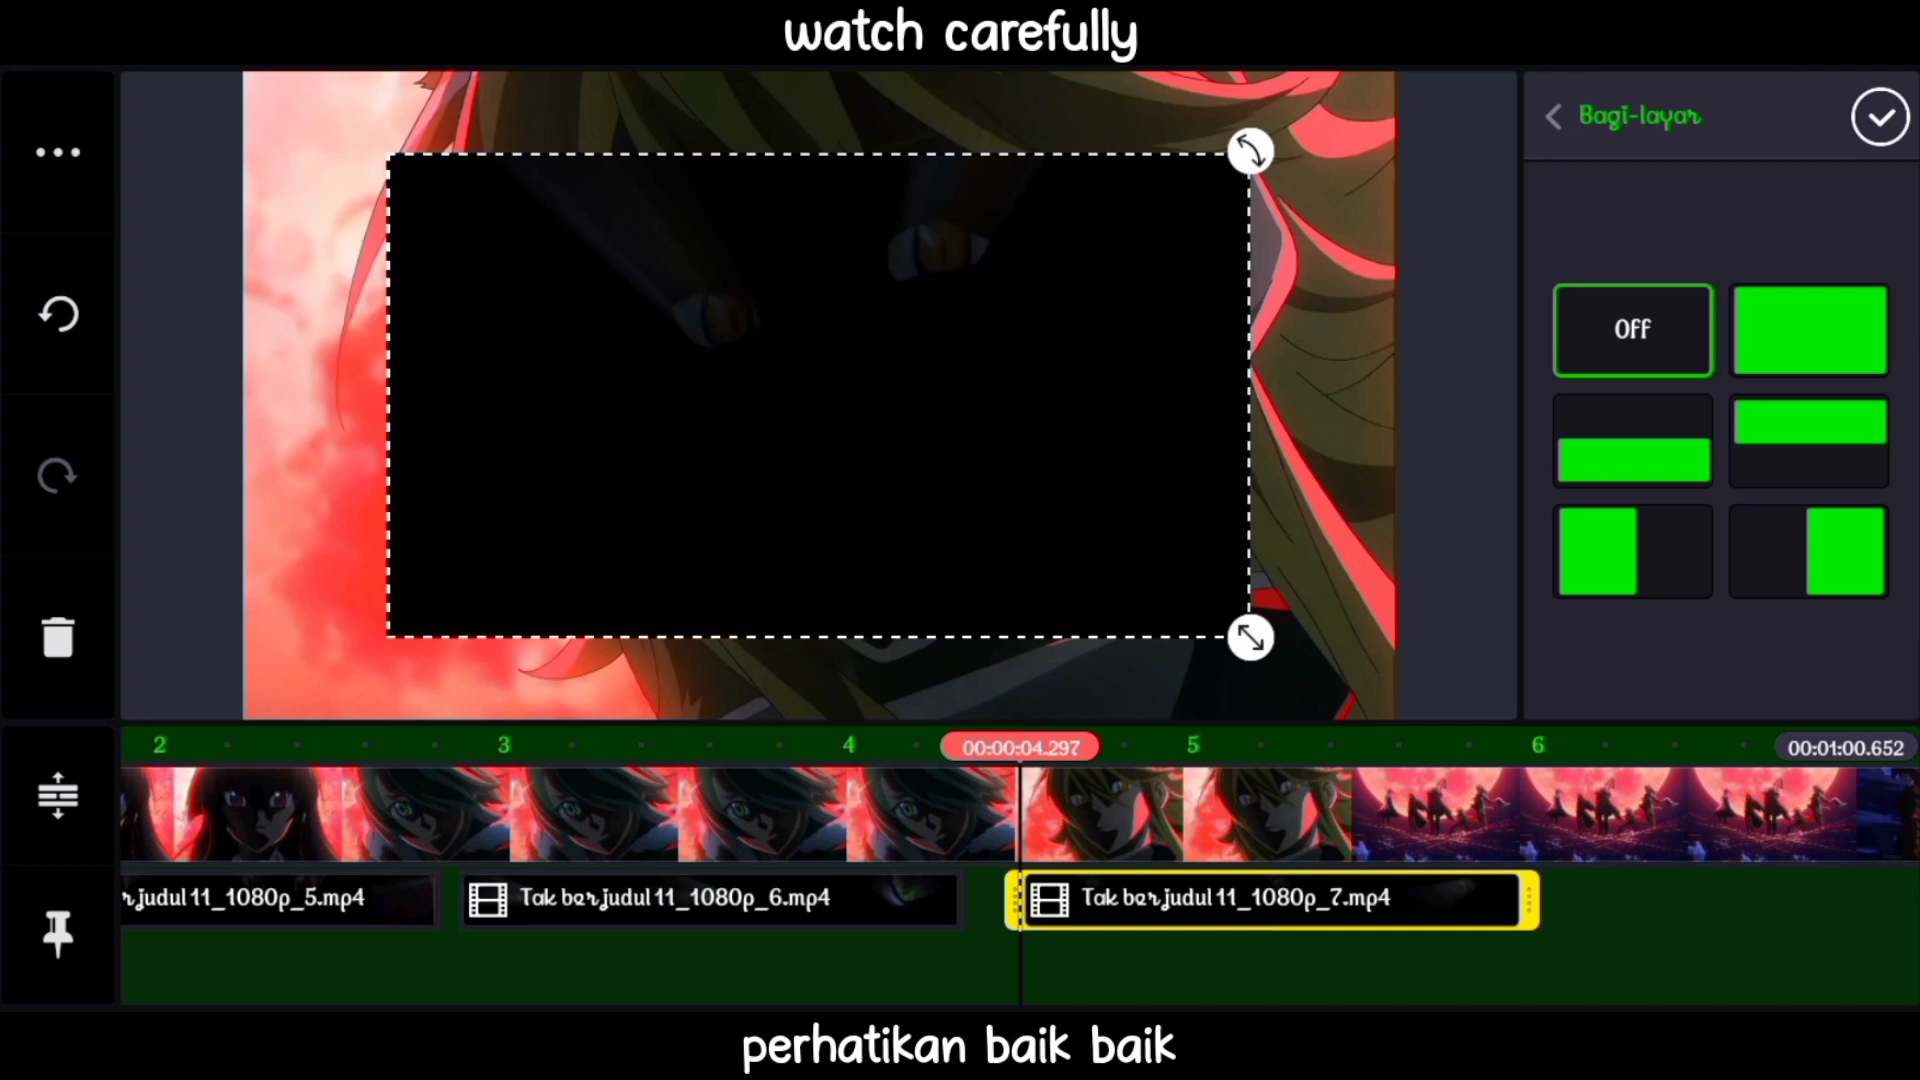 watch carefully
Bagi-layar
Off
2 3 4 00:00:04.297 5 6 00:01:00.652
rjudul 11_1080p_5.mp4 Tak berjudul 11_1080p_6.mp4 Tak berjudul 11_1080p_7.mp4
perhatikan baik baik